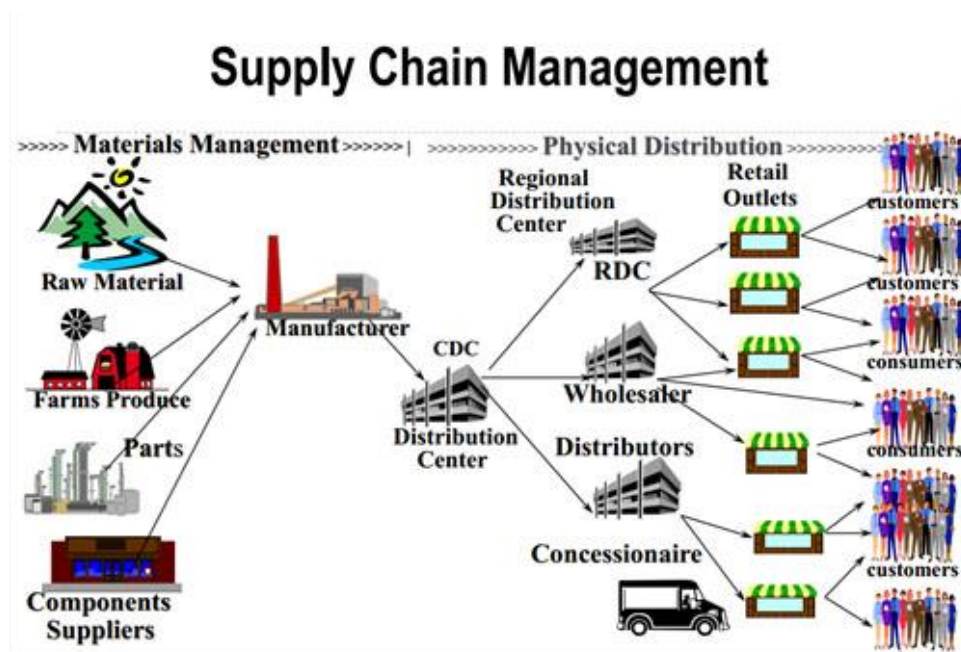 Supply Chain Management
>>>>> Materials Management >>>>>> | >>>>>>>>>>> Physical Distribution >>>>>>>>>>
Raw Material
Farms Produce
Parts
Components
Suppliers
Manufacturer
CDC
Distribution
Center
Regional
Distribution
Center
RDC
Wholesaler
Distributors
Concessionaire
Retail
Outlets
customers
customers
consumers
consumers
customers